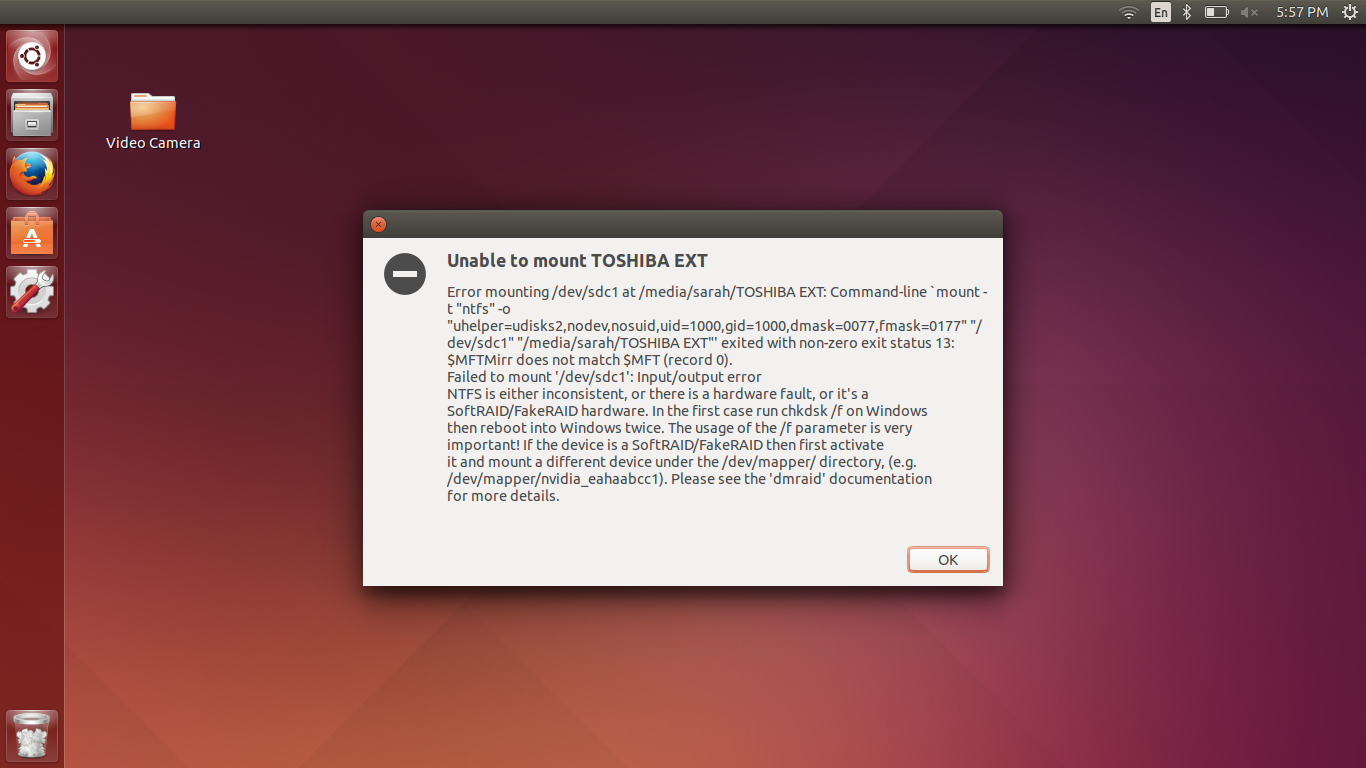 En
5:57 PM
Video Camera
Unable to mount TOSHIBA EXT
Error mounting /dev/sdc1 at /media/sarah/TOSHIBA EXT: Command-line `mount -
t "ntfs" -o
"uhelper=udisks2,nodev,nosuid,uid=1000,gid=1000,dmask=0077,fmask=0177" "/
dev/sdc1" "/media/sarah/TOSHIBA EXT"' exited with non-zero exit status 13:
$MFTMirr does not match $MFT (record 0).
Failed to mount '/dev/sdc1': Input/output error
NTFS is either inconsistent, or there is a hardware fault, or it's a
SoftRAID/FakeRAID hardware. In the first case run chkdsk /f on Windows
then reboot into Windows twice. The usage of the /f parameter is very
important! If the device is a SoftRAID/FakeRAID then first activate
it and mount a different device under the /dev/mapper/ directory, (e.g.
/dev/mapper/nvidia_eahaabcc1). Please see the 'dmraid' documentation
for more details.
OK